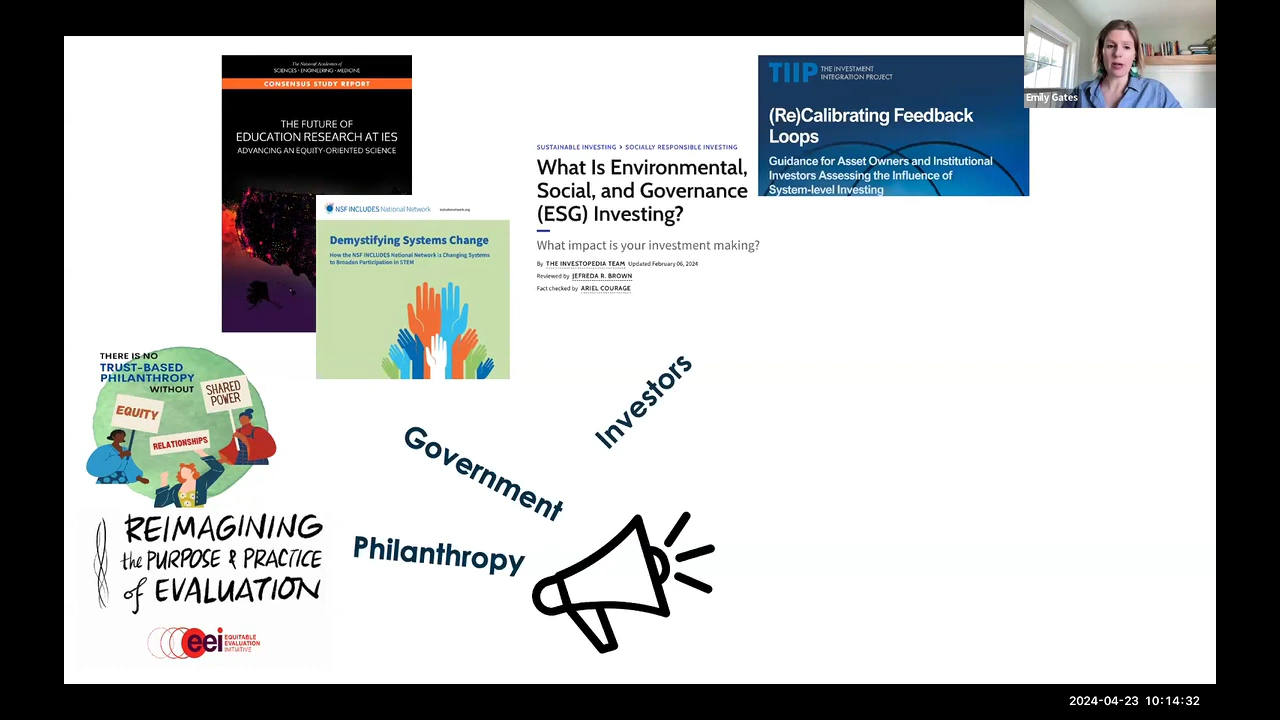 The National Academies of
SCIENCES • ENGINEERING • MEDICINE
CONSENSUS STUDY REPORT
THE FUTURE OF
EDUCATION RESEARCH AT IES
ADVANCING AN EQUITY-ORIENTED SCIENCE
NSF INCLUDES National Network
Demystifying Systems Change
How the NSF INCLUDES National Network is Changing Systems
to Broaden Participation in STEM
SUSTAINABLE INVESTING > SOCIALLY RESPONSIBLE INVESTING
What Is Environmental,
Social, and Governance
(ESG) Investing?
What impact is your investment making?
By THE INVESTOPEDIA TEAM Updated February 06, 2024
Reviewed by JEFREDA R. BROWN
Fact checked by ARIEL COURAGE
TIIP THE INVESTMENT
INTEGRATION PROJECT
(Re)Calibrating Feedback
Loops
Guidance for Asset Owners and Institutional
Investors Assessing the Influence of
System-level Investing
Emily Gates
THERE IS NO
TRUST-BASED
PHILANTHROPY
WITHOUT
EQUITY
SHARED
POWER
RELATIONSHIPS
REIMAGINING
the PURPOSE & PRACTICE
of EVALUATION
eei EQUITABLE
EVALUATION
INITIATIVE
Investors
Government
Philanthropy
2024-04-23 10:14:32